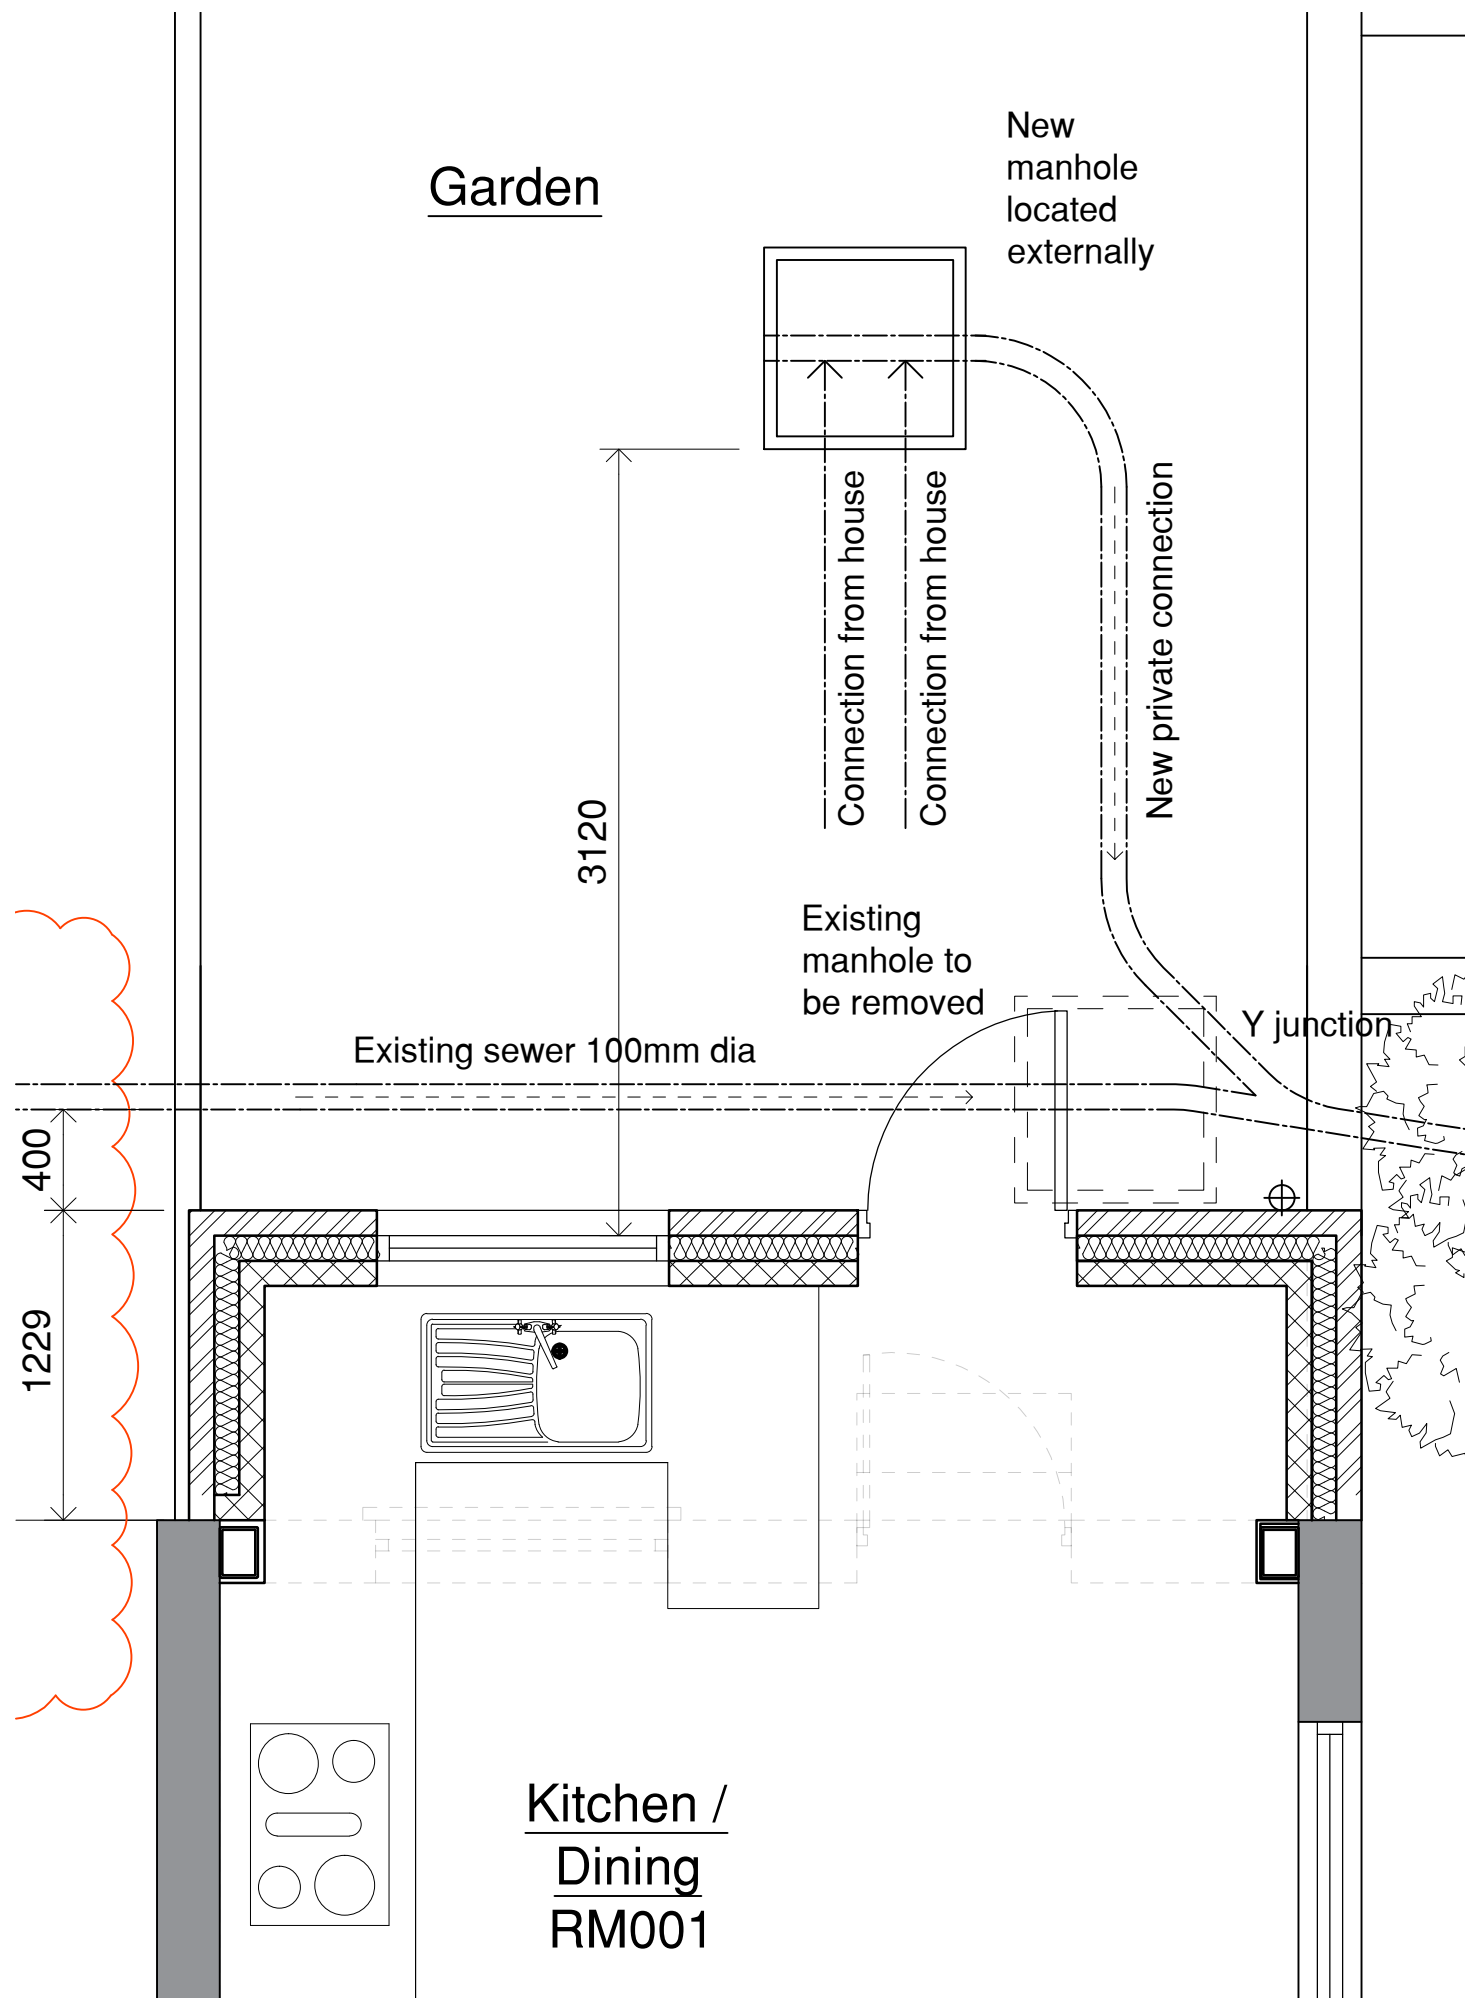 New
manhole
located
externally
Garden
Connection from house
Connection from house
New private connection
3120
Existing
manhole to
be removed
Y junction
Existing sewer 100mm dia
400
1229
Kitchen /
Dining
RM001